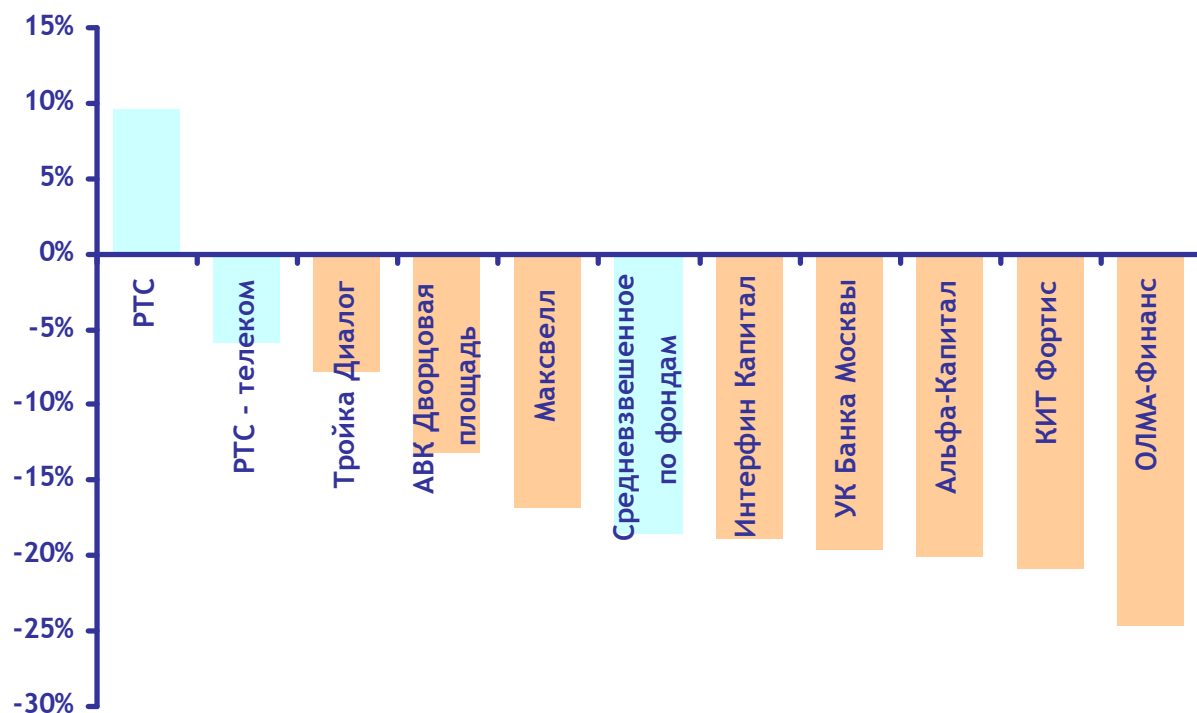 15%
10%
5%
0%
-5%
-10%
-15%
-20%
-25%
-30%
РТС
РТС - телеком
Тройка Диалог
АВК Дворцовая
площадь
Максвелл
Средневзвешенное
по фондам
Интерфин Капитал
УК Банка Москвы
Альфа-Капитал
КИТ Фортис
ОЛМА-Финанс